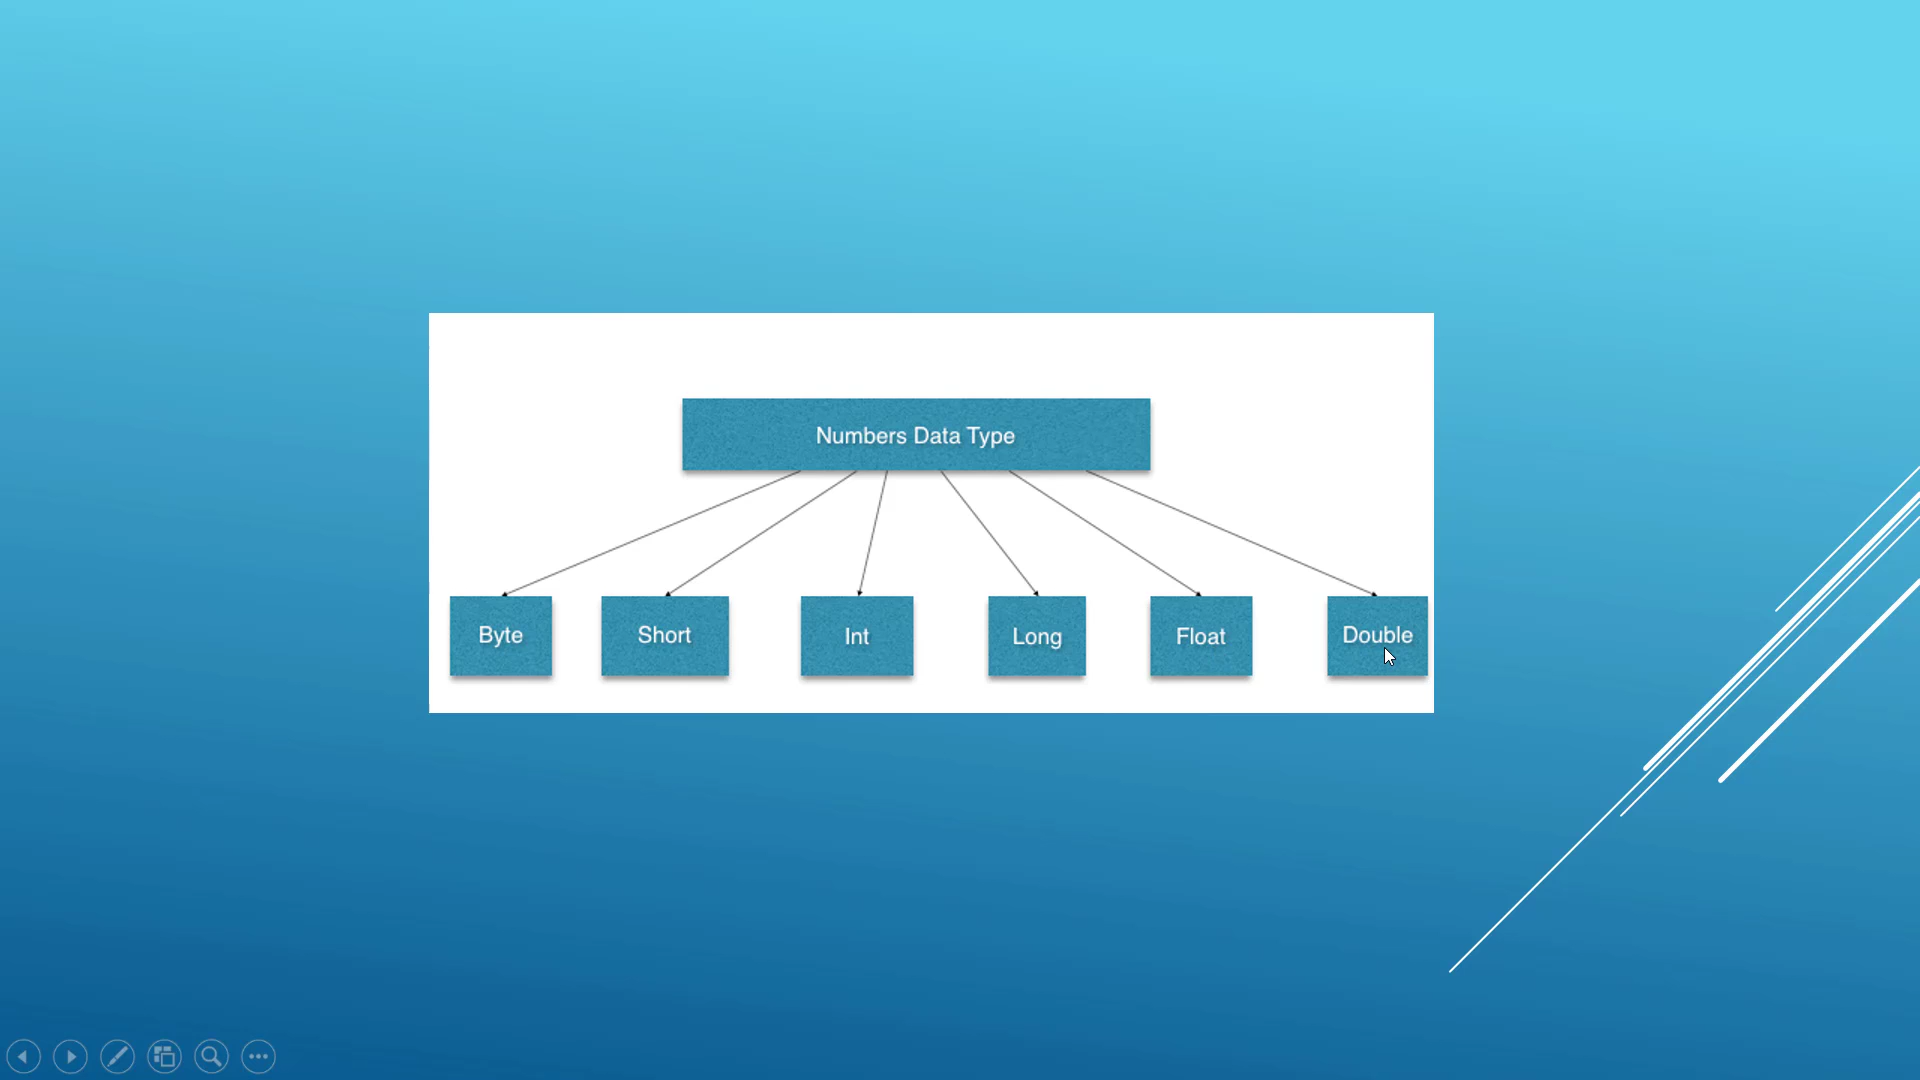 Numbers Data Type
Byte
Short
Int
Long
Float
Double